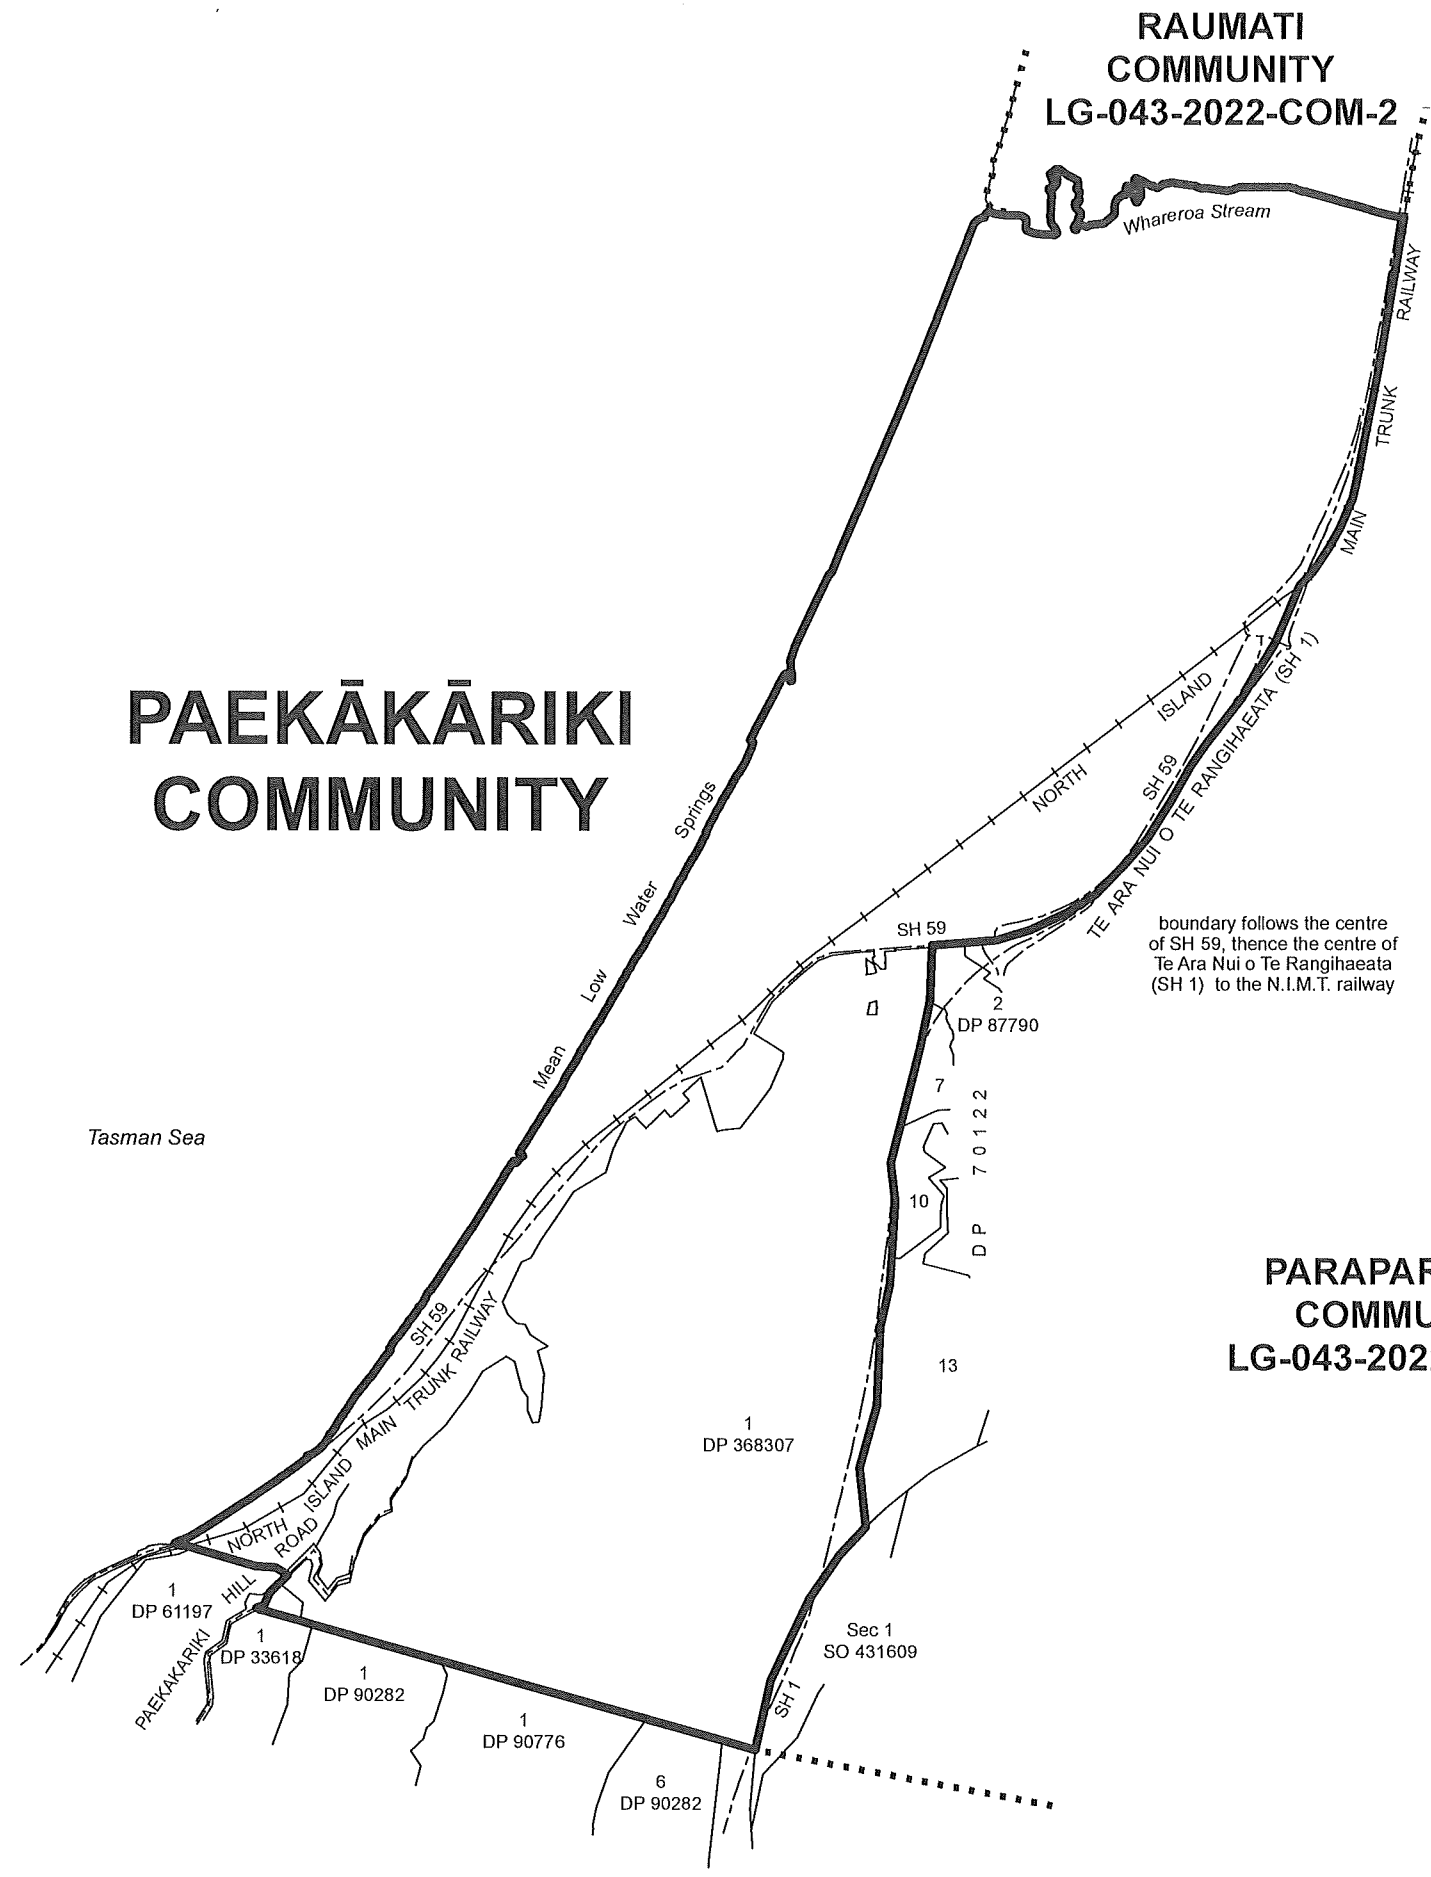 RAUMATI
COMMUNITY
LG-043-2022-COM-2
Whareroa Stream
RAILWAY
TRUNK
MAIN
ISLAND
NORTH
PAEKĀKĀRIKI
COMMUNITY
Mean Low Water Springs
SH 59
TE ARA NUI O TE RANGIHAEATA (SH 1)
SH 59
boundary follows the centre
of SH 59, thence the centre of
Te Ara Nui o Te Rangihaeata
(SH 1) to the N.I.M.T. railway
2
DP 87790
7
DP 70122
10
Tasman Sea
PARAPAR
COMMU
LG-043-202
13
SH 59
NORTH ISLAND MAIN TRUNK RAILWAY
1
DP 368307
PAEKAKARIKI HILL ROAD
1
DP 61197
1
DP 33618
1
DP 90282
1
DP 90776
6
DP 90282
Sec 1
SO 431609
SH 1